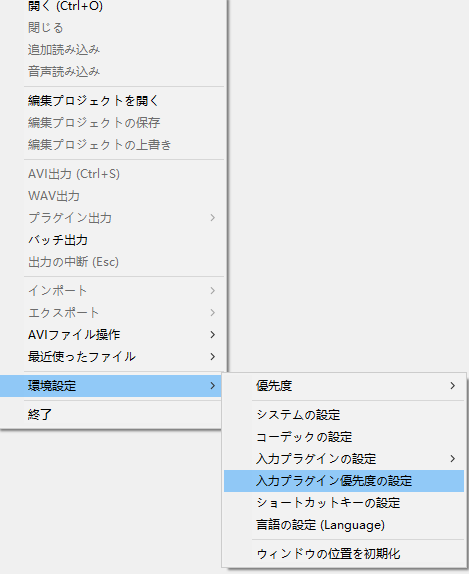 開く (Ctrl+O)
閉じる
追加読み込み
音声読み込み
編集プロジェクトを開く
編集プロジェクトの保存
編集プロジェクトの上書き
AVI出力 (Ctrl+S)
WAV出力
プラグイン出力
バッチ出力
出力の中断 (Esc)
インポート
エクスポート
AVIファイル操作
最近使ったファイル
環境設定
終了
優先度
システムの設定
コーデックの設定
入力プラグインの設定
入力プラグイン優先度の設定
ショートカットキーの設定
言語の設定 (Language)
ウィンドウの位置を初期化